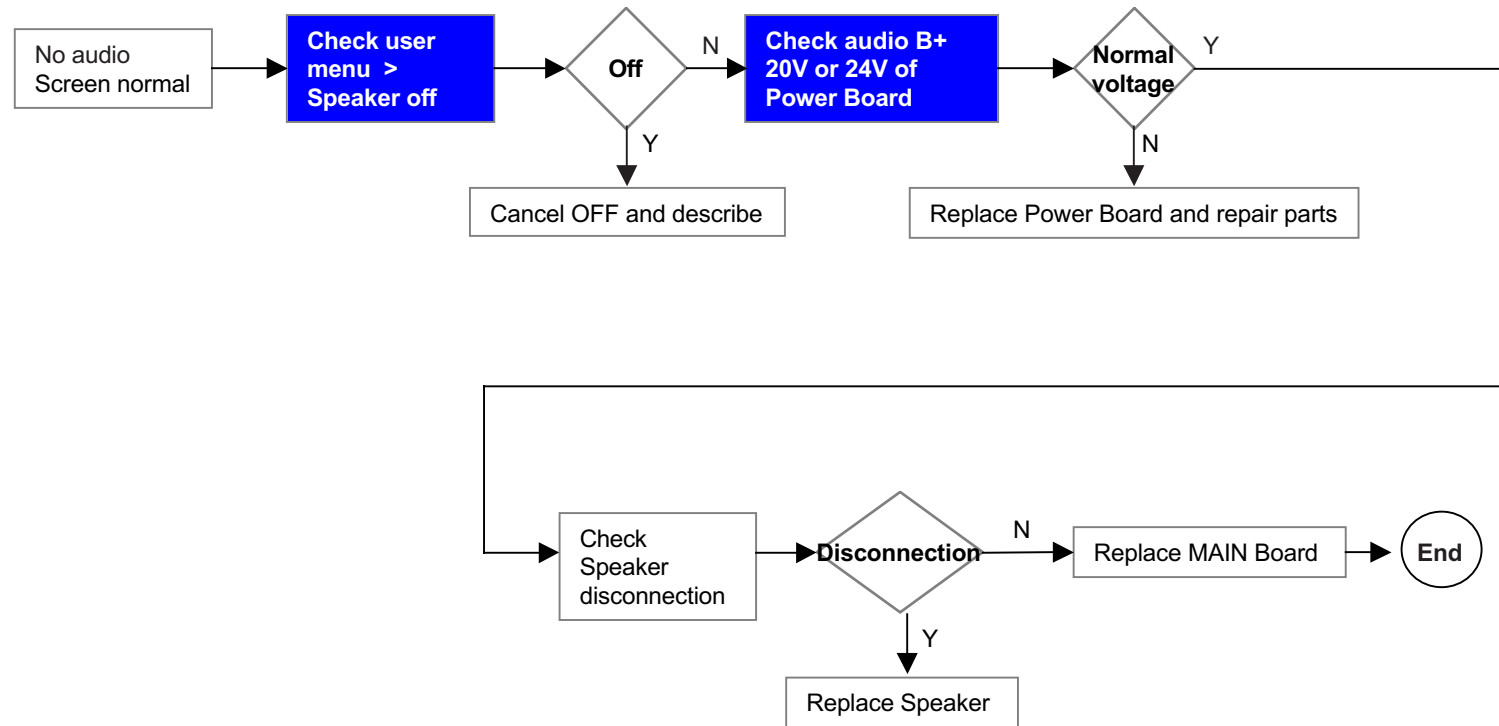 No audio
Screen normal
Check user
menu >
Speaker off
Off
N
Y
Cancel OFF and describe
Check audio B+
20V or 24V of
Power Board
Normal
voltage
Y
N
Replace Power Board and repair parts
Check
Speaker
disconnection
Disconnection
N
Y
Replace Speaker
Replace MAIN Board
End